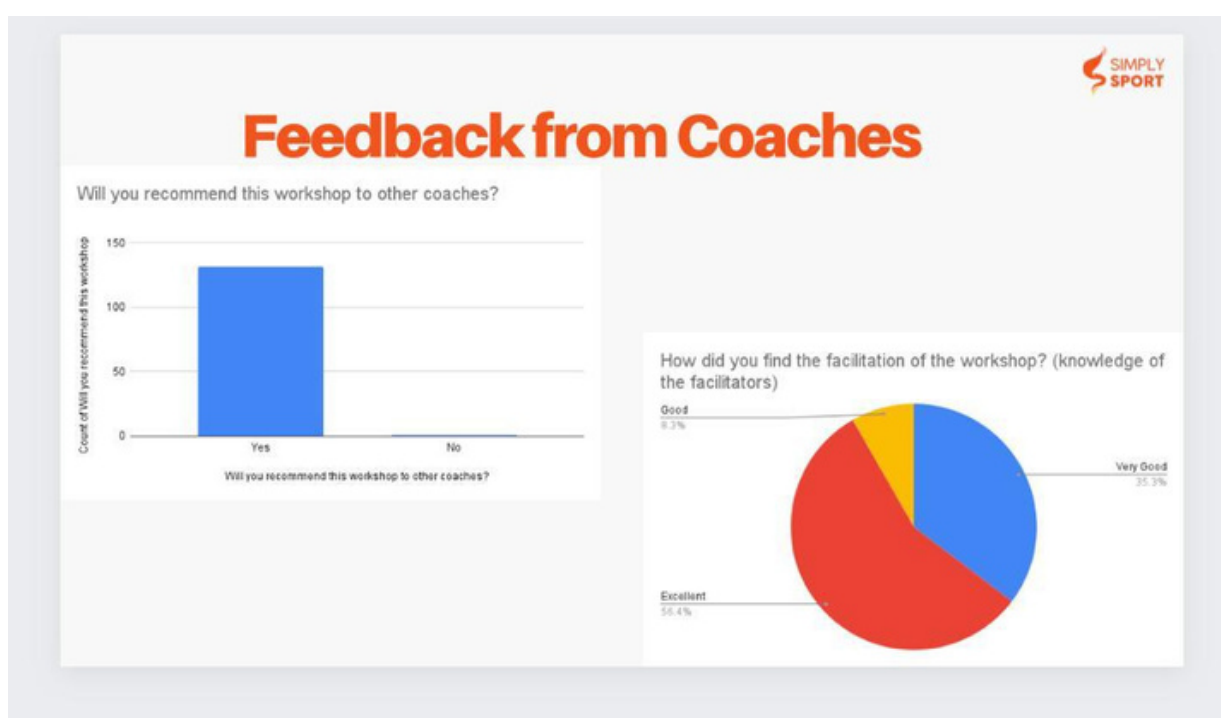 SIMPLY
SPORT
Feedback from Coaches
Will you recommend this workshop to other coaches?
Count of Will you recommend this workshop
150
100
50
0
Yes
No
Will you recommend this workshop to other coaches?
How did you find the facilitation of the workshop? (knowledge of
the facilitators)
Good
8.3%
Very Good
35.3%
Excellent
56.4%